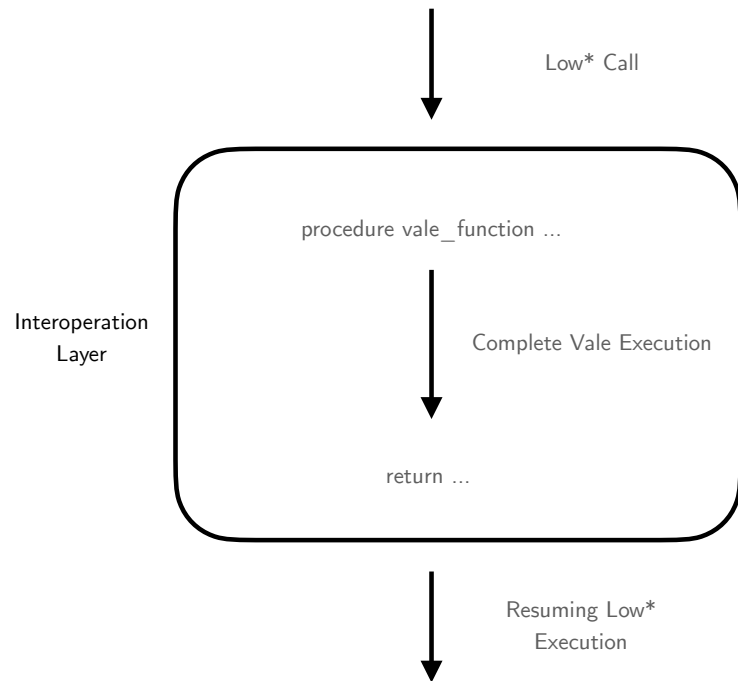 Low* Call
procedure vale_function ...
Interoperation
Layer
Complete Vale Execution
return ...
Resuming Low*
Execution